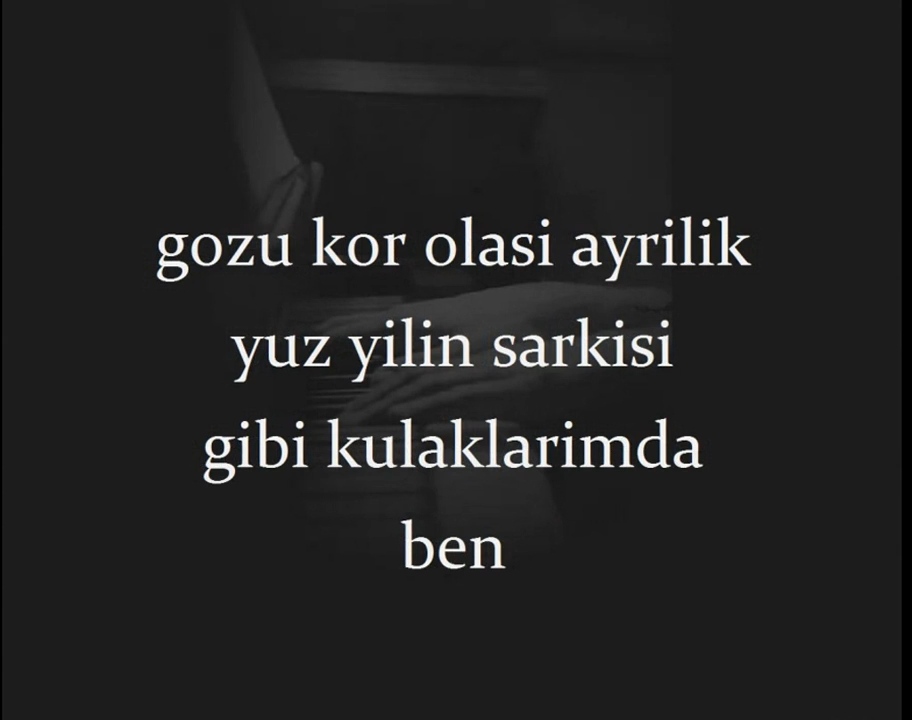 gozu kor olasi ayrilik
yuz yilin sarkisi
gibi kulaklarimda
ben